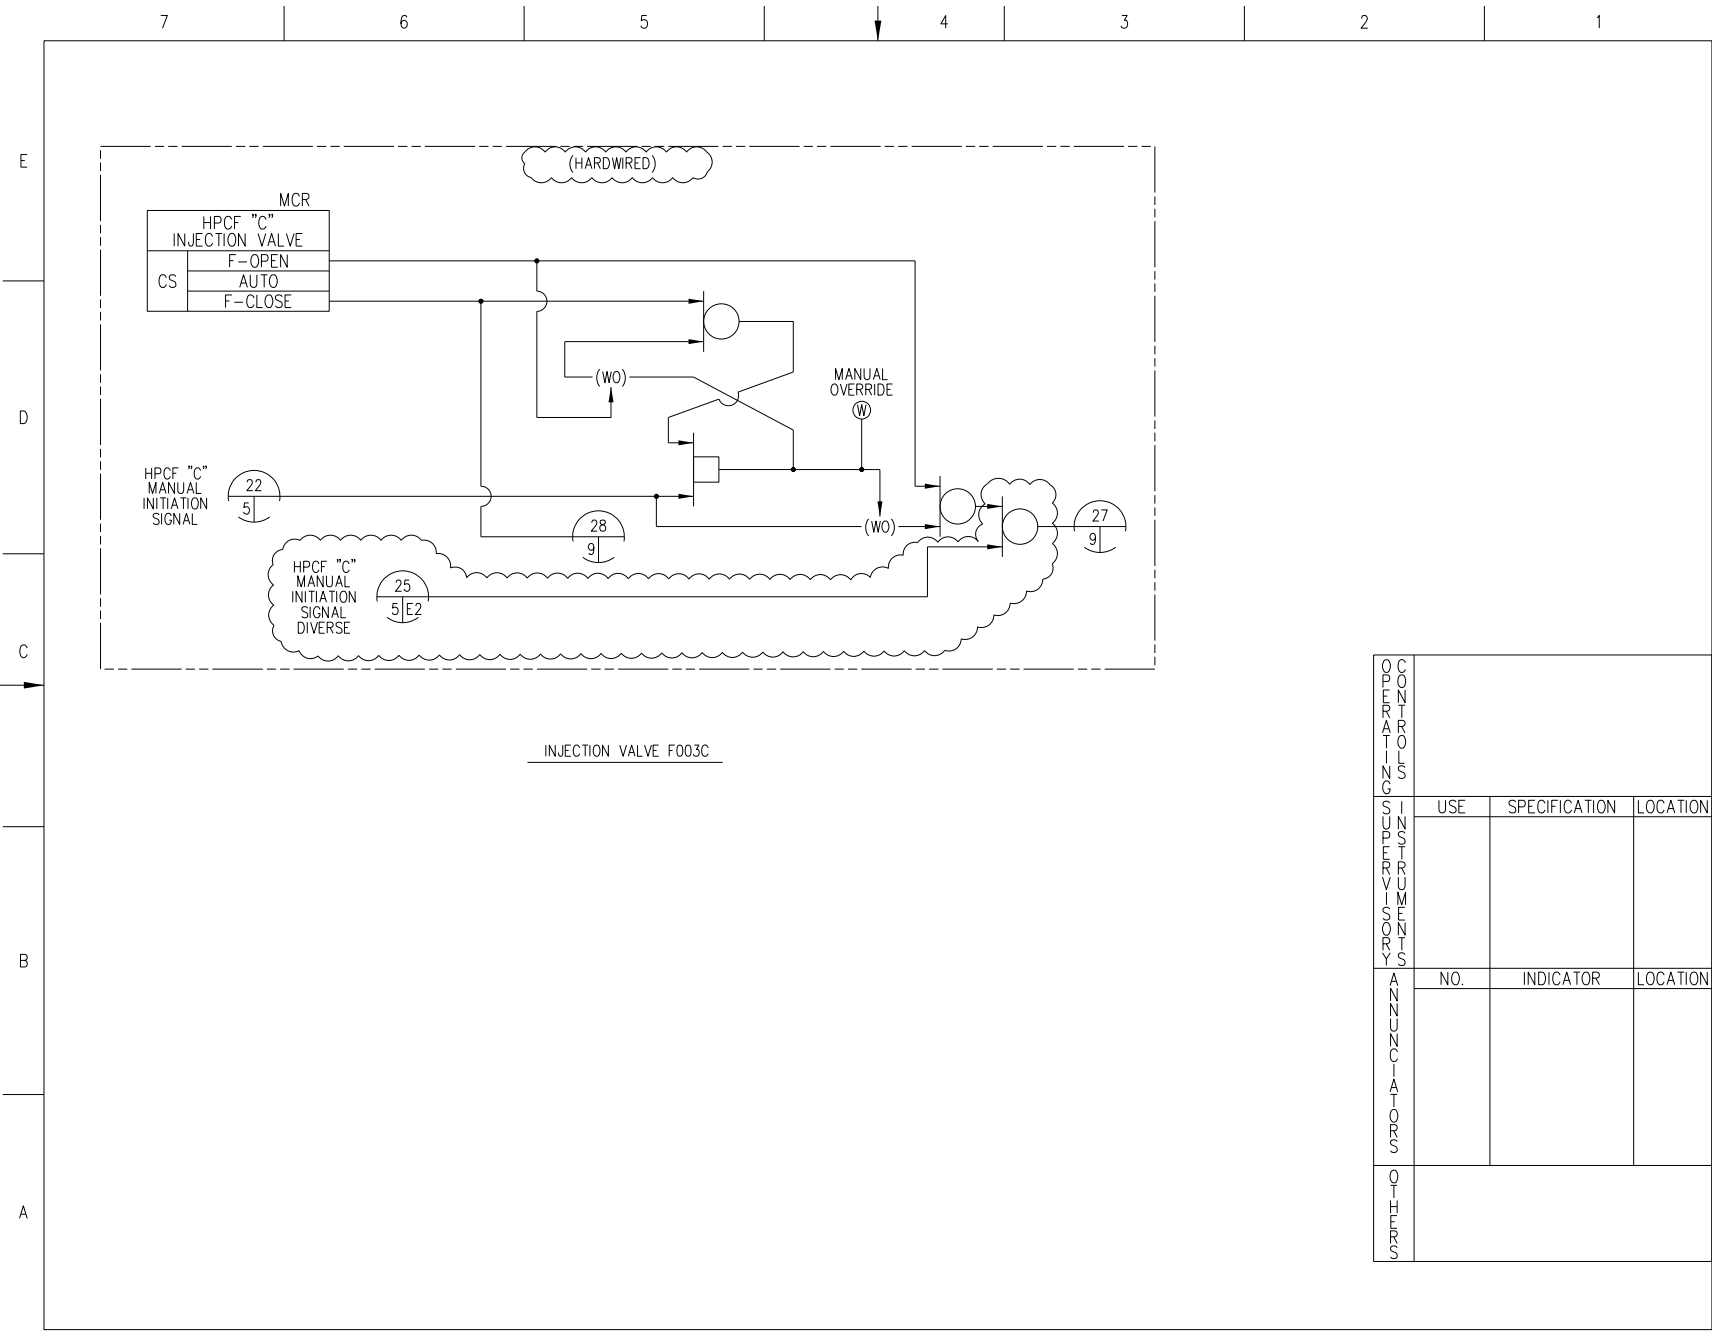 7 6 5 4 3 2 1
E
D
C
B
A
(HARDWIRED)
MCR
HPCF "C"
INJECTION VALVE
CS
F-OPEN
AUTO
F-CLOSE
(WO)
MANUAL
OVERRIDE
W
HPCF "C"
MANUAL
INITIATION
SIGNAL
22
5
28
9
(WO)
27
9
HPCF "C"
MANUAL
INITIATION
SIGNAL
DIVERSE
25
5 E2
INJECTION VALVE F003C
OPERATING
CONTROLS
SUPERVISORY
INSTRUMENTS
USE SPECIFICATION LOCATION
ANNUNCIATORS
NO. INDICATOR LOCATION
OTHERS